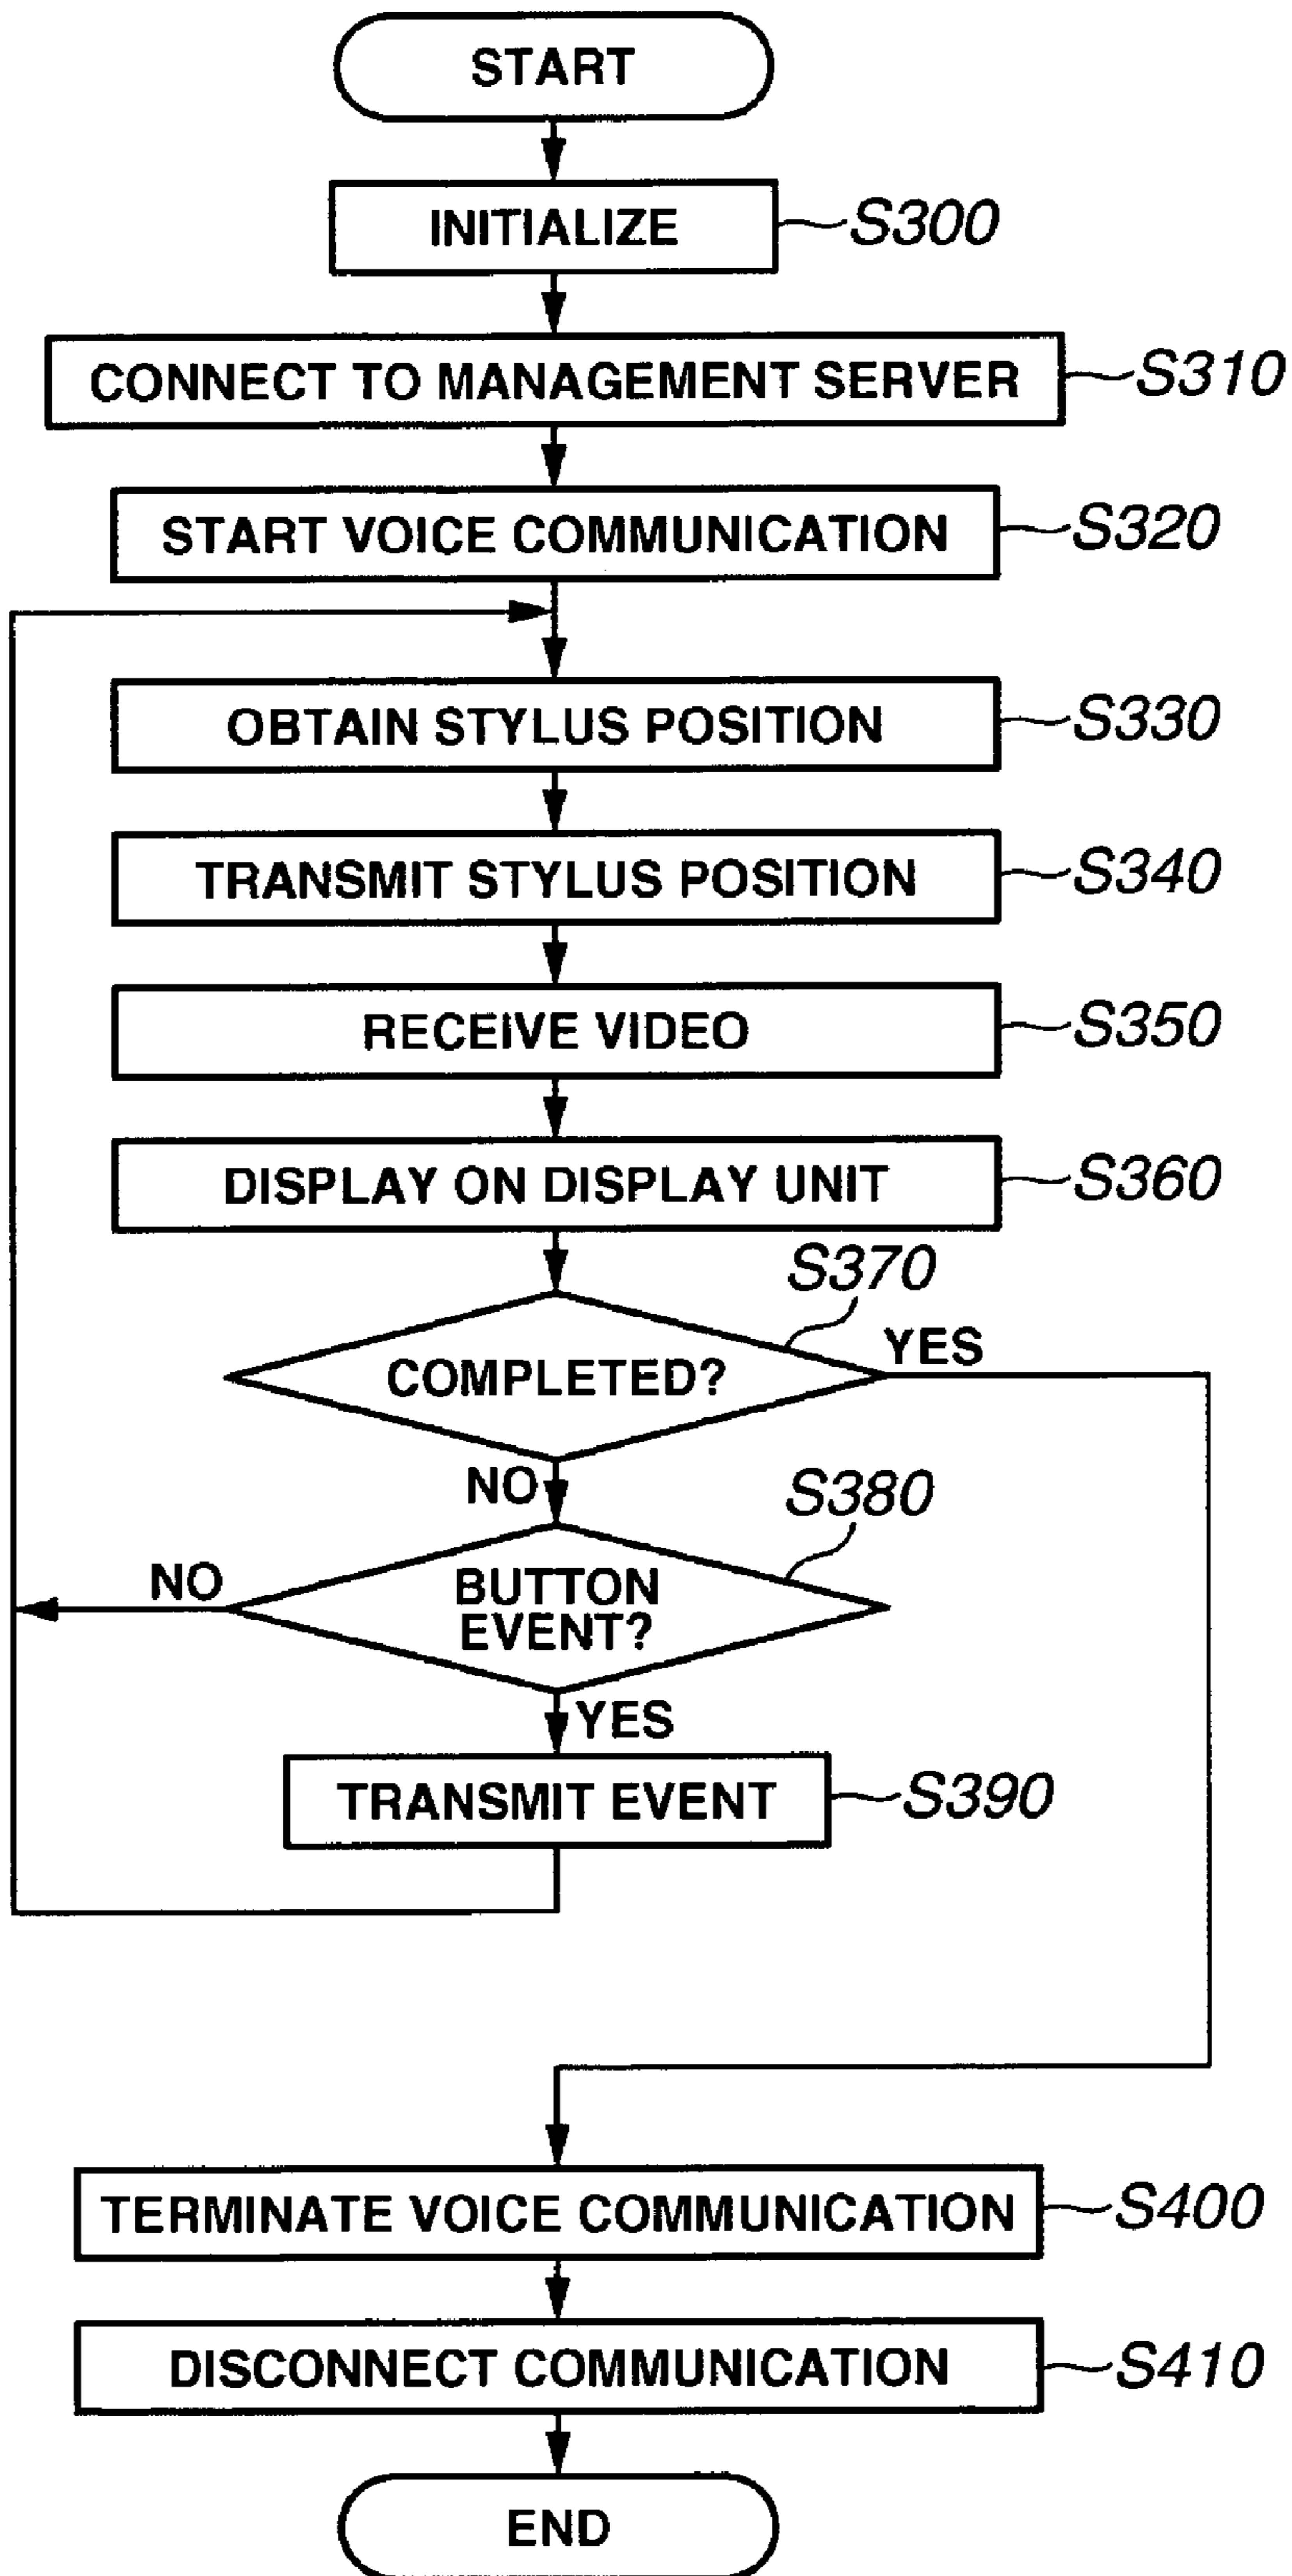 START
INITIALIZE
S300
CONNECT TO MANAGEMENT SERVER
S310
START VOICE COMMUNICATION
S320
OBTAIN STYLUS POSITION
S330
TRANSMIT STYLUS POSITION
S340
RECEIVE VIDEO
S350
DISPLAY ON DISPLAY UNIT
S360
S370
COMPLETED?
YES
NO
S380
BUTTON
EVENT?
NO
YES
TRANSMIT EVENT
S390
TERMINATE VOICE COMMUNICATION
S400
DISCONNECT COMMUNICATION
S410
END